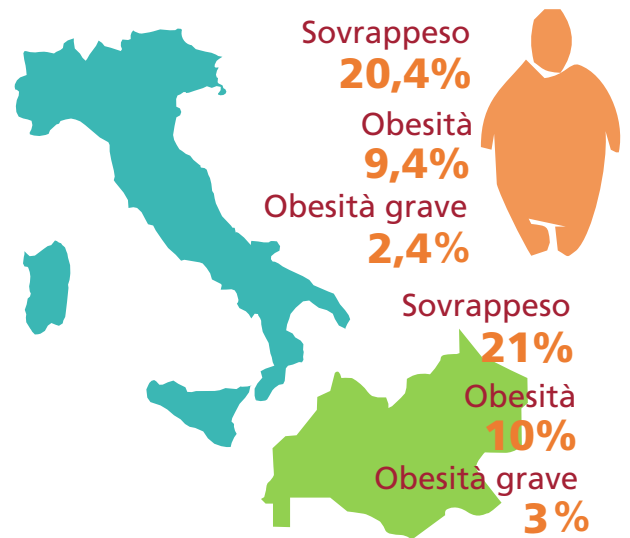 Sovrappeso
20,4%
Obesità
9,4%
Obesità grave
2,4%
Sovrappeso
21%
Obesità
10%
Obesità grave
3%